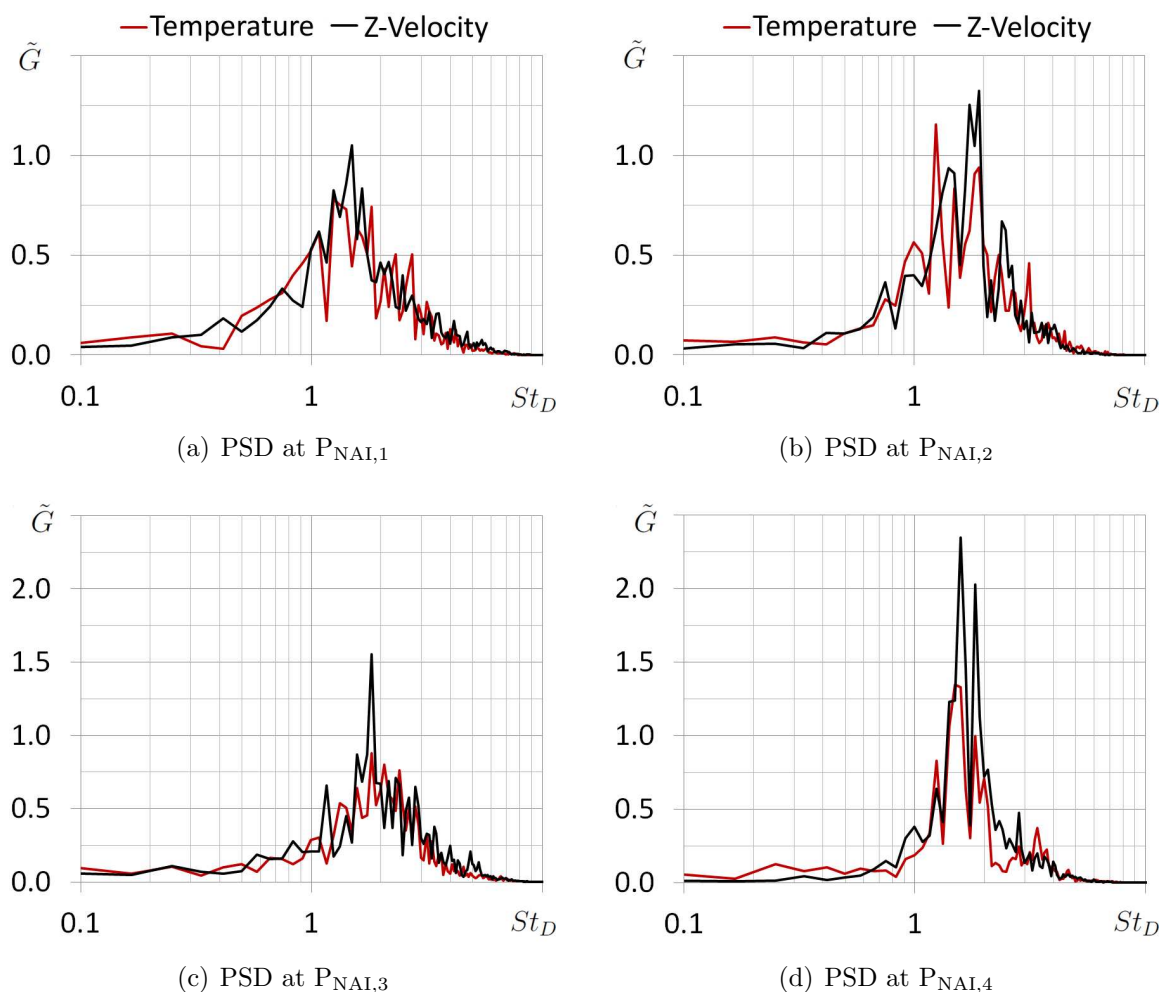 Temperature Z-Velocity
Temperature Z-Velocity
G̃
1.0
0.5
0.0
0.1 1 St_D
(a) PSD at P_NAI,1
G̃
1.0
0.5
0.0
0.1 1 St_D
(b) PSD at P_NAI,2
G̃
2.0
1.5
1.0
0.5
0.0
0.1 1 St_D
(c) PSD at P_NAI,3
G̃
2.0
1.5
1.0
0.5
0.0
0.1 1 St_D
(d) PSD at P_NAI,4